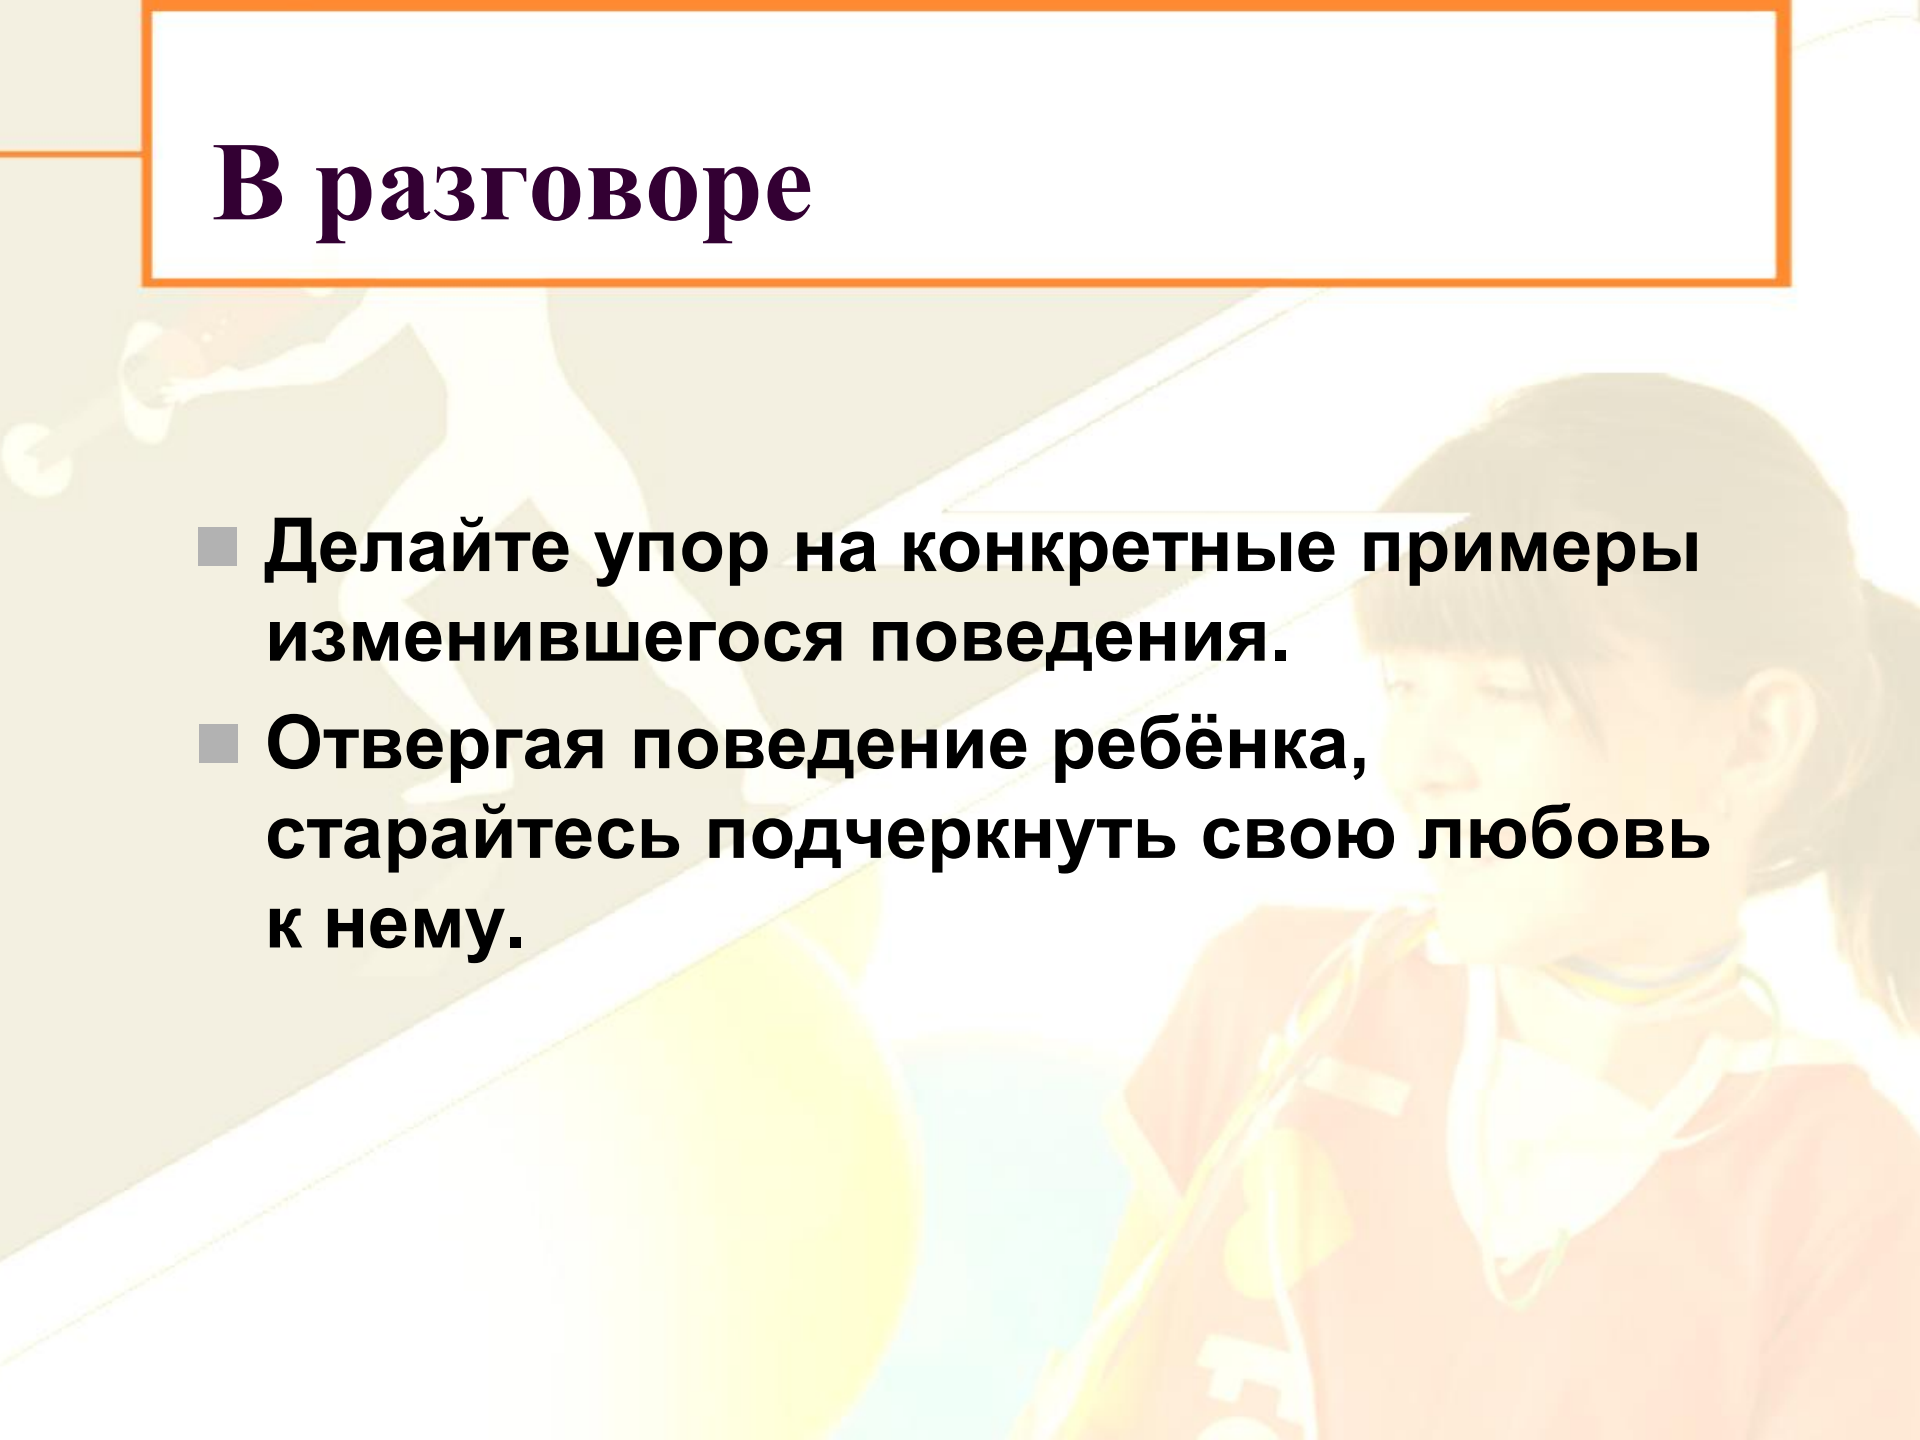 В разговоре
Делайте упор на конкретные примеры
изменившегося поведения.
Отвергая поведение ребёнка,
старайтесь подчеркнуть свою любовь
к нему.